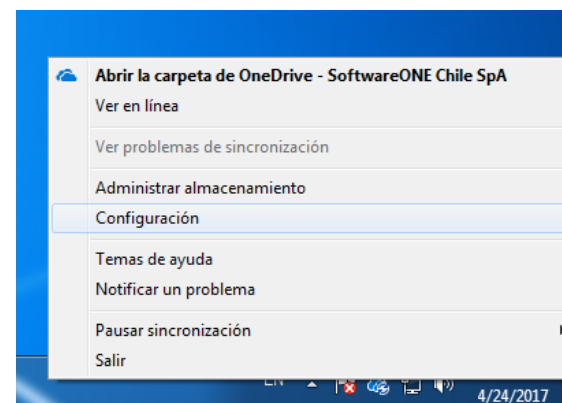 Abrir la carpeta de OneDrive - SoftwareONE Chile SpA
Ver en línea
Ver problemas de sincronización
Administrar almacenamiento
Configuración
Temas de ayuda
Notificar un problema
Pausar sincronización
Salir
EN
4/24/2017